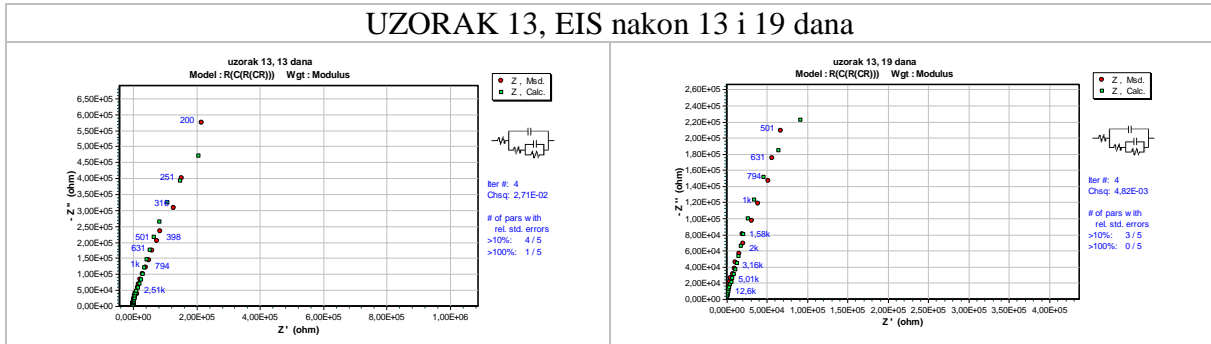 UZORAK 13, EIS nakon 13 i 19 dana
uzorak 13, 13 dana
Model : R(C(R(CR))) Wgt : Modulus
Z , Msd.
Z , Calc.
6,50E+05
6,00E+05
5,50E+05
5,00E+05
4,50E+05
4,00E+05
3,50E+05
3,00E+05
2,50E+05
2,00E+05
1,50E+05
1,00E+05
5,00E+04
0,00E+00
- Z'' (ohm)
200
251
316
398
501
631
794
1k
2,51k
0,00E+00 2,00E+05 4,00E+05 6,00E+05 8,00E+05 1,00E+06
Z ' (ohm)
Iter #: 4
Chsq: 2,71E-02
# of pars with
rel. std. errors
>10%: 4 / 5
>100%: 1 / 5
uzorak 13, 19 dana
Model : R(C(R(CR))) Wgt : Modulus
Z , Msd.
Z , Calc.
2,60E+05
2,40E+05
2,20E+05
2,00E+05
1,80E+05
1,60E+05
1,40E+05
1,20E+05
1,00E+05
8,00E+04
6,00E+04
4,00E+04
2,00E+04
0,00E+00
- Z'' (ohm)
501
631
794
1k
1,58k
2k
3,16k
5,01k
12,6k
0,00E+00 5,00E+04 1,00E+05 1,50E+05 2,00E+05 2,50E+05 3,00E+05 3,50E+05 4,00E+05
Z ' (ohm)
Iter #: 4
Chsq: 4,82E-03
# of pars with
rel. std. errors
>10%: 3 / 5
>100%: 0 / 5